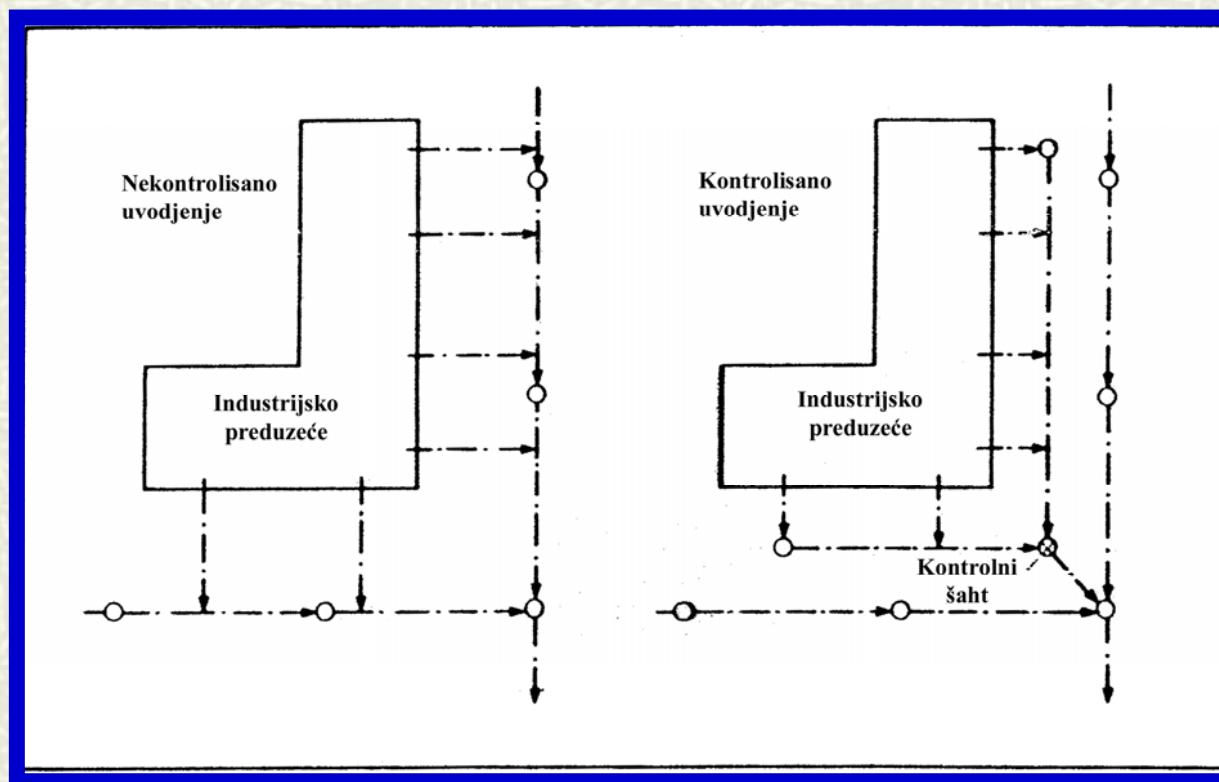 Nekontrolisano
uvodjenje
Industrijsko
preduzeće
Kontrolisano
uvodjenje
Industrijsko
preduzeće
Kontrolni
šaht